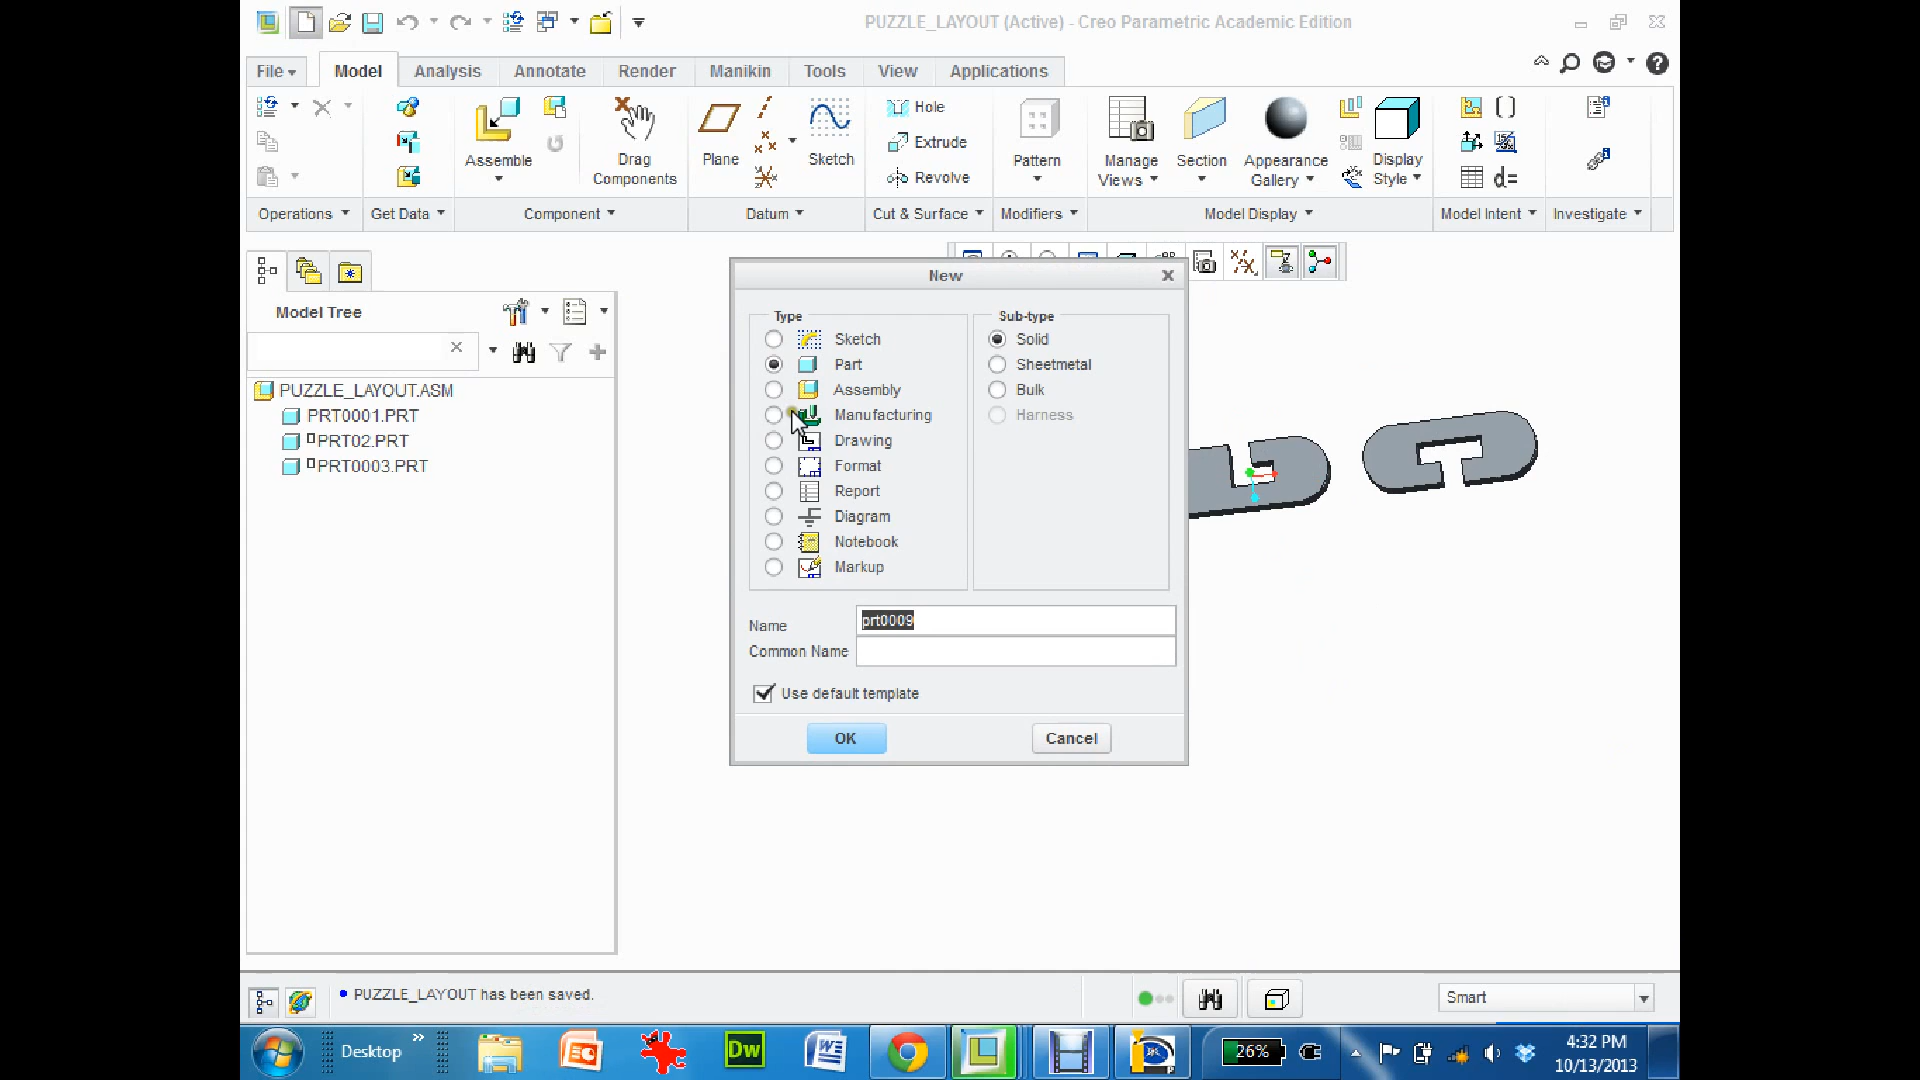 PUZZLE_LAYOUT (Active) - Creo Parametric Academic Edition
File Model Analysis Annotate Render Manikin Tools View Applications
Assemble
Drag Components
Plane
Sketch
Hole
Extrude
Revolve
Pattern
Manage Views
Section
Appearance Gallery
Display Style
d=
Operations Get Data Component Datum Cut & Surface Modifiers Model Display Model Intent Investigate
Model Tree
PUZZLE_LAYOUT.ASM
PRT0001.PRT
PRT02.PRT
PRT0003.PRT
New
Type
Sketch
Part
Assembly
Manufacturing
Drawing
Format
Report
Diagram
Notebook
Markup
Sub-type
Solid
Sheetmetal
Bulk
Harness
Name prt0009
Common Name
Use default template
OK Cancel
PUZZLE_LAYOUT has been saved.
Smart
Desktop
Dw
26%
4:32 PM
10/13/2013